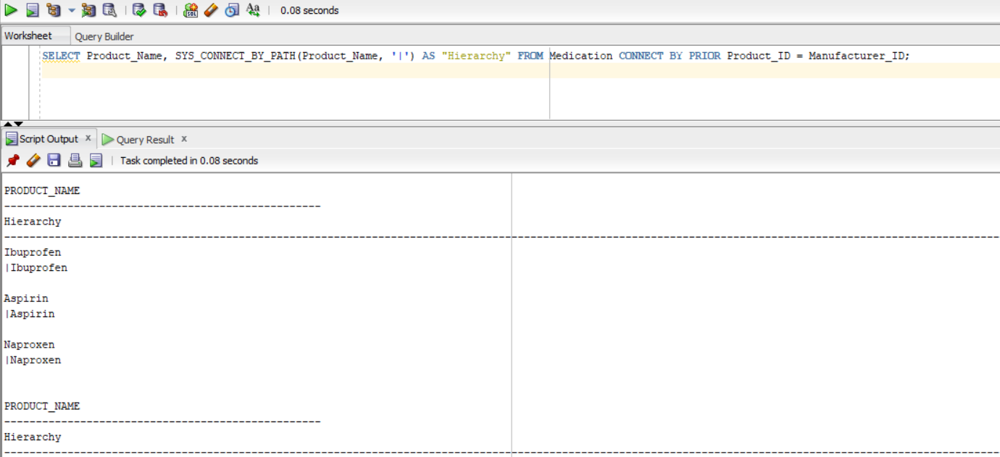 0.08 seconds
Worksheet Query Builder
SELECT Product_Name, SYS_CONNECT_BY_PATH(Product_Name, '|') AS "Hierarchy" FROM Medication CONNECT BY PRIOR Product_ID = Manufacturer_ID;
Script Output x Query Result x
Task completed in 0.08 seconds
PRODUCT_NAME
--------------------------------------------------
Hierarchy
--------------------------------------------------------------------------------------------------------------------------------------------------------------
Ibuprofen
|Ibuprofen
Aspirin
|Aspirin
Naproxen
|Naproxen
PRODUCT_NAME
--------------------------------------------------
Hierarchy
--------------------------------------------------------------------------------------------------------------------------------------------------------------